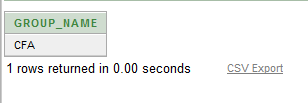 GROUP_NAME
CFA
1 rows returned in 0.00 seconds CSV Export